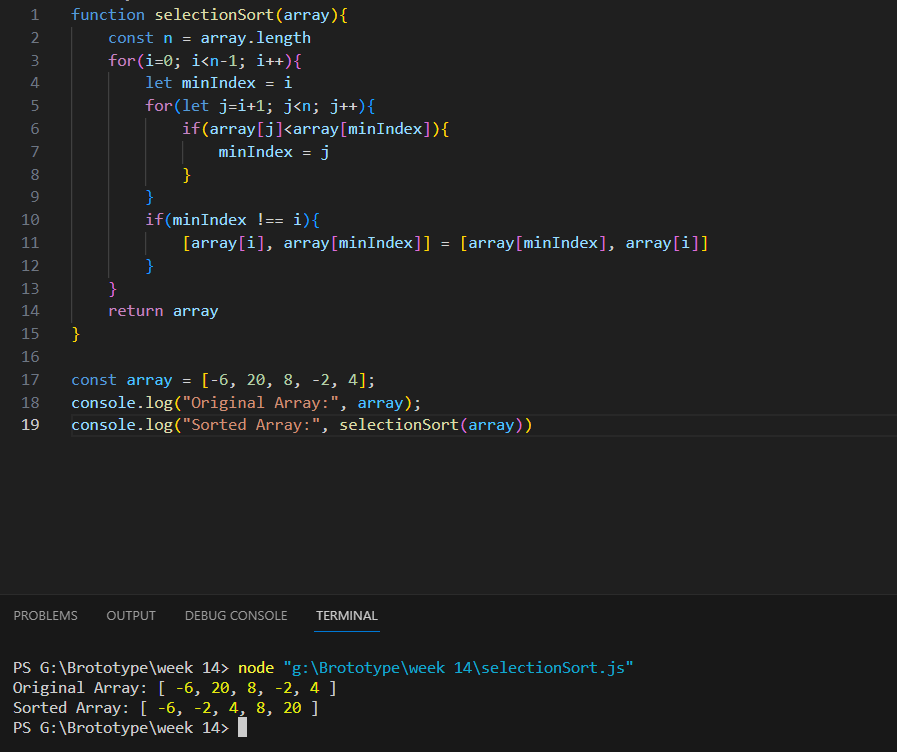 1 function selectionSort(array){
2     const n = array.length
3     for(i=0; i<n-1; i++){
4         let minIndex = i
5         for(let j=i+1; j<n; j++){
6             if(array[j]<array[minIndex]){
7                 minIndex = j
8             }
9         }
10         if(minIndex !== i){
11             [array[i], array[minIndex]] = [array[minIndex], array[i]]
12         }
13     }
14     return array
15 }
16
17 const array = [-6, 20, 8, -2, 4];
18 console.log("Original Array:", array);
19 console.log("Sorted Array:", selectionSort(array))
PROBLEMS OUTPUT DEBUG CONSOLE TERMINAL
PS G:\Brototype\week 14> node "g:\Brototype\week 14\selectionSort.js"
Original Array: [ -6, 20, 8, -2, 4 ]
Sorted Array: [ -6, -2, 4, 8, 20 ]
PS G:\Brototype\week 14>